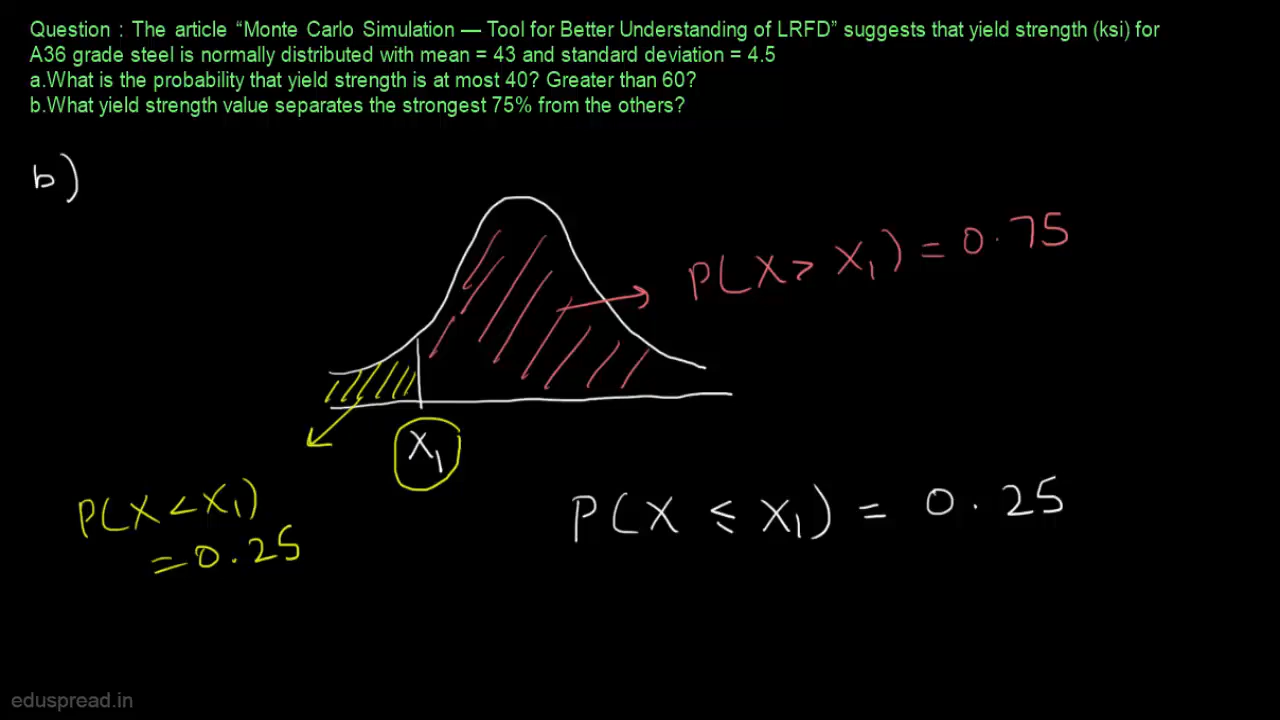 Question : The article “Monte Carlo Simulation — Tool for Better Understanding of LRFD” suggests that yield strength (ksi) for
A36 grade steel is normally distributed with mean = 43 and standard deviation = 4.5
a.What is the probability that yield strength is at most 40? Greater than 60?
b.What yield strength value separates the strongest 75% from the others?
b)
P(X > X₁) = 0.75
X₁
P(X < X₁)
= 0.25
P(X ≤ X₁) = 0.25
eduspread.in